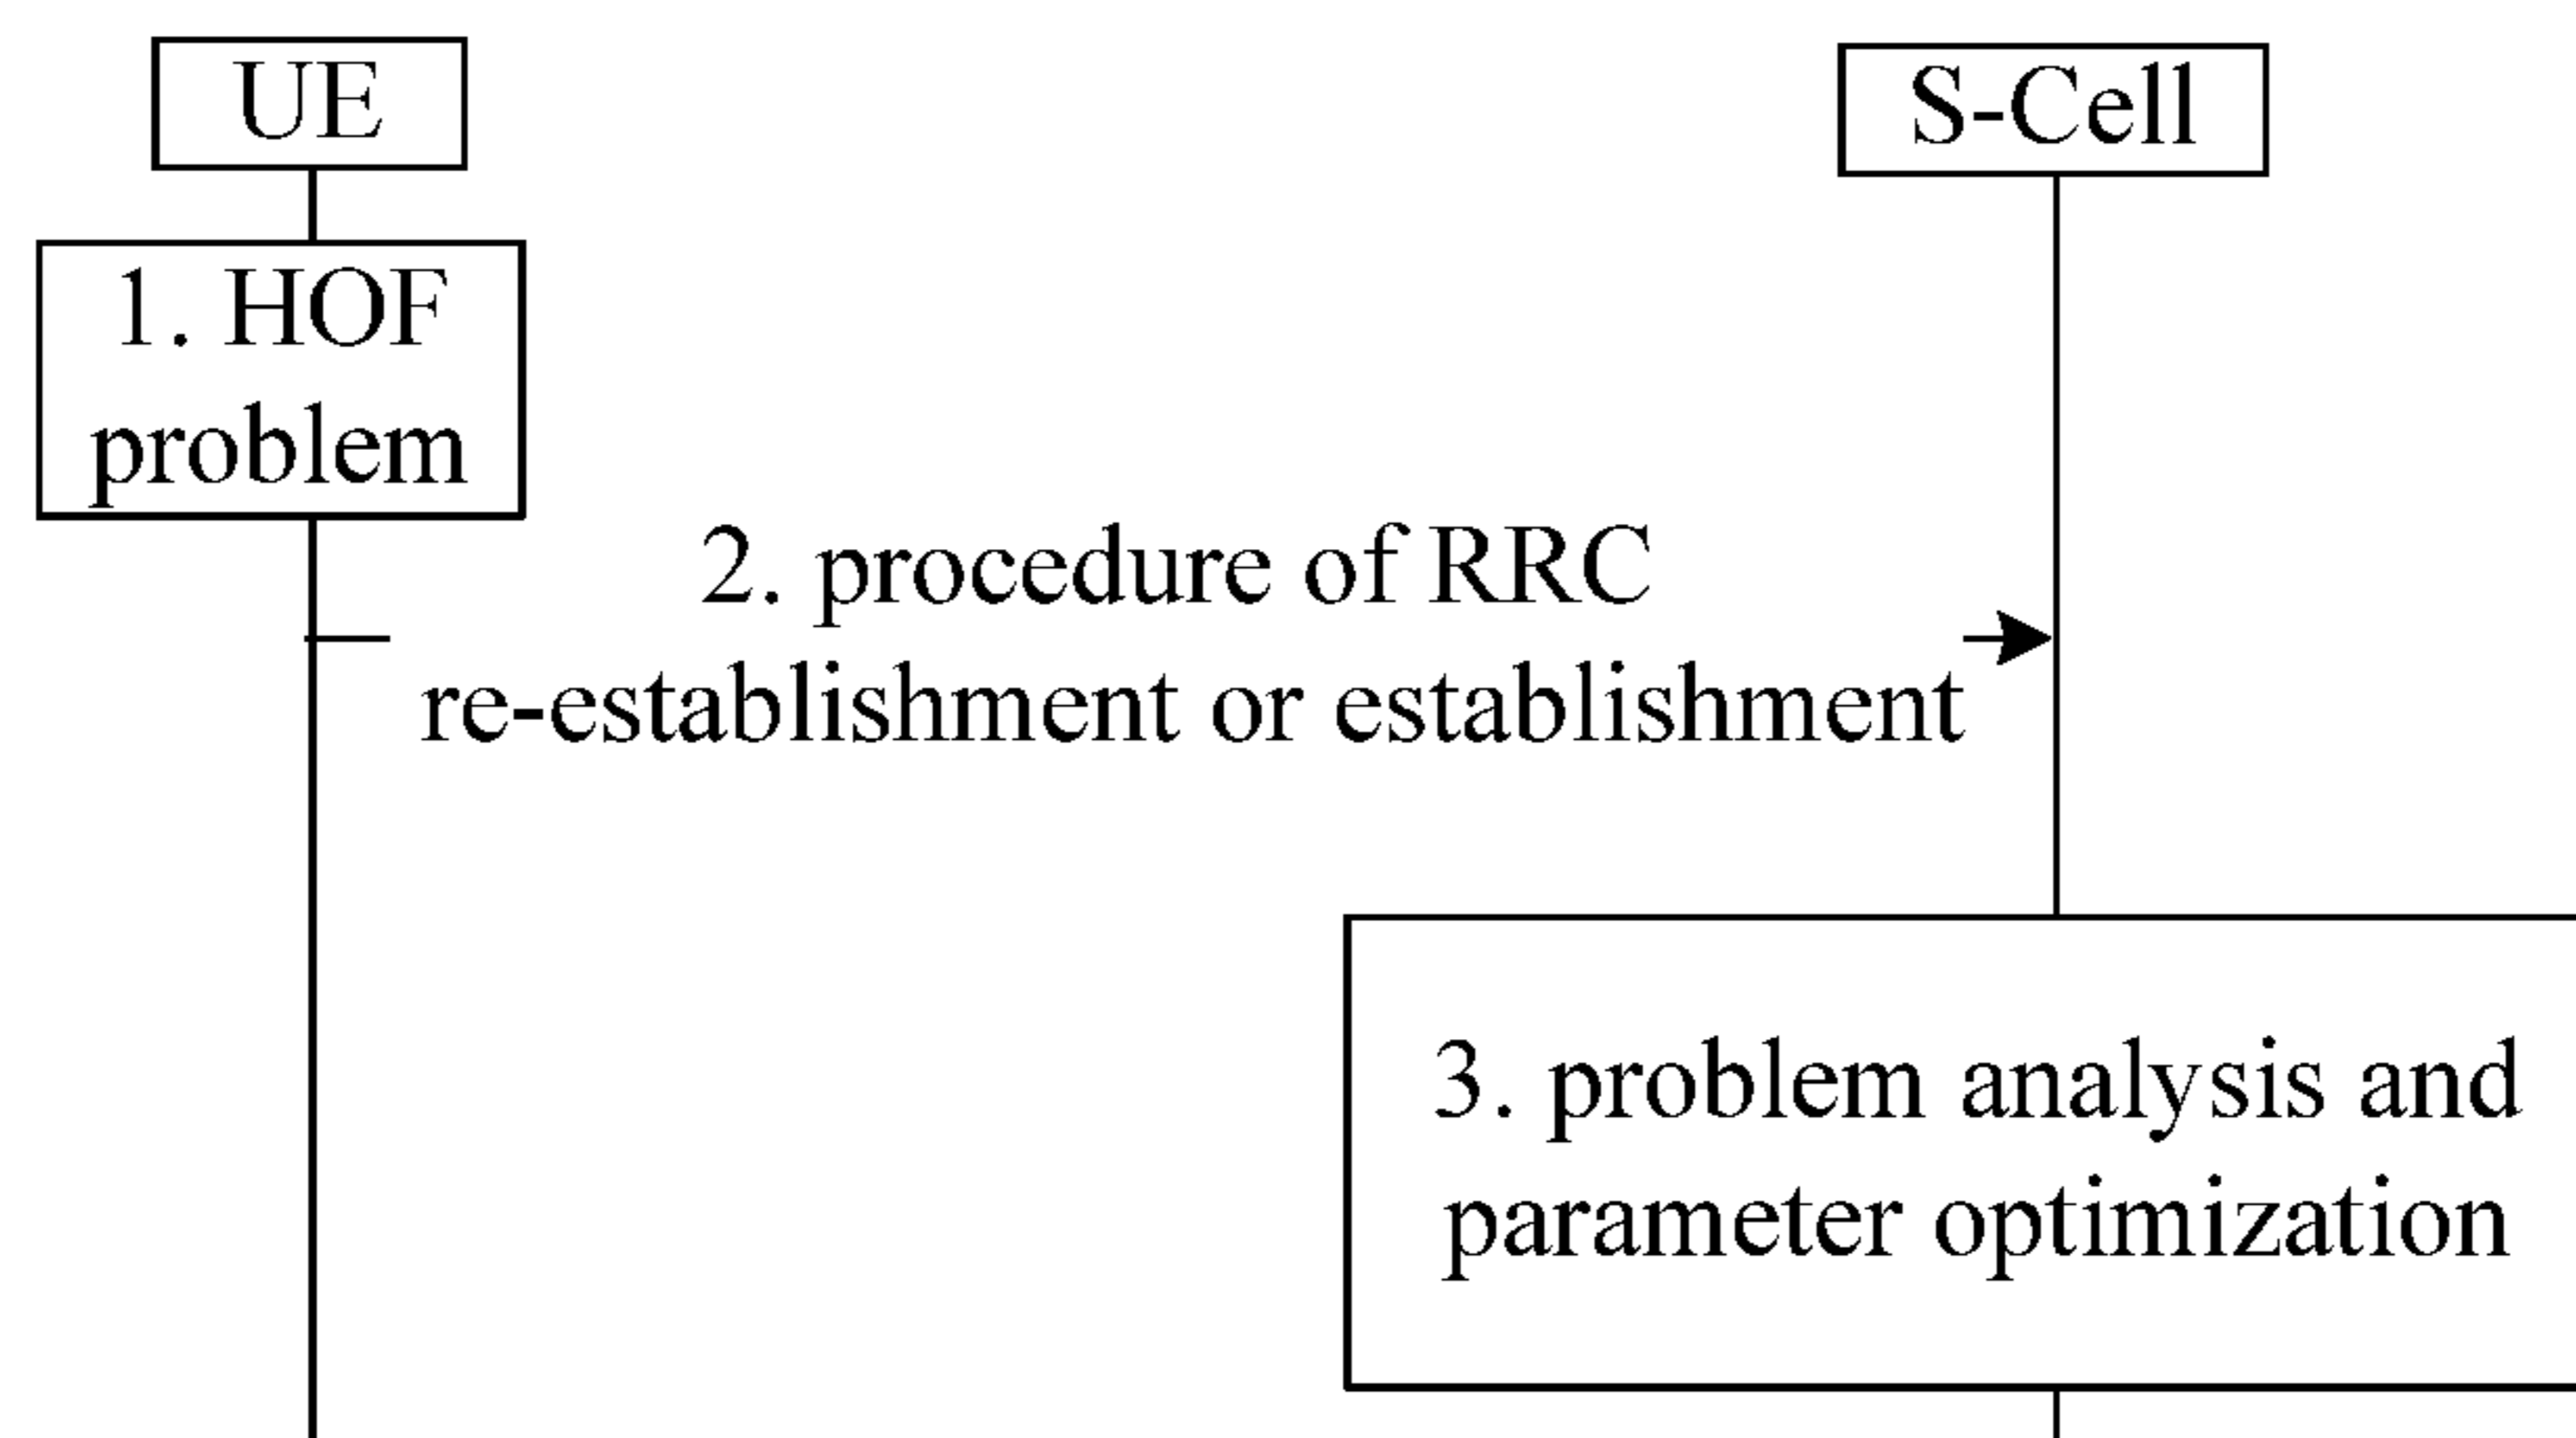 UE
S-Cell
1. HOF
problem
2. procedure of RRC
re-establishment or establishment
3. problem analysis and
parameter optimization